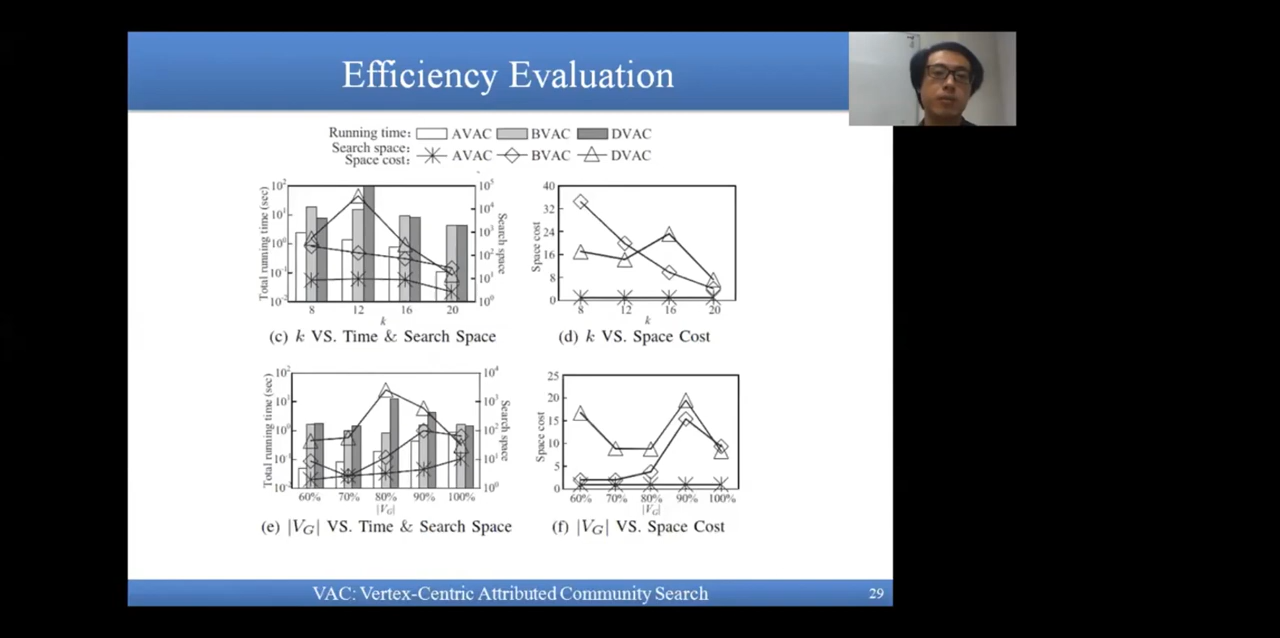 Efficiency Evaluation
Running time: AVAC BVAC DVAC
Search space:
Space cost: AVAC BVAC DVAC
Total running time (sec)
10² 10¹ 10⁰ 10⁻¹ 10⁻²
8 12 16 20
k
10⁵ 10⁴ 10³ 10² 10¹ 10⁰
Search space
(c) k VS. Time & Search Space
Space cost
40 32 24 16 8 0
8 12 16 20
k
(d) k VS. Space Cost
Total running time (sec)
10² 10¹ 10⁰ 10⁻¹ 10⁻²
60% 70% 80% 90% 100%
|V_G|
10⁴ 10³ 10² 10¹ 10⁰
Search space
(e) |V_G| VS. Time & Search Space
Space cost
25 20 15 10 5 0
60% 70% 80% 90% 100%
|V_G|
(f) |V_G| VS. Space Cost
VAC: Vertex-Centric Attributed Community Search
29